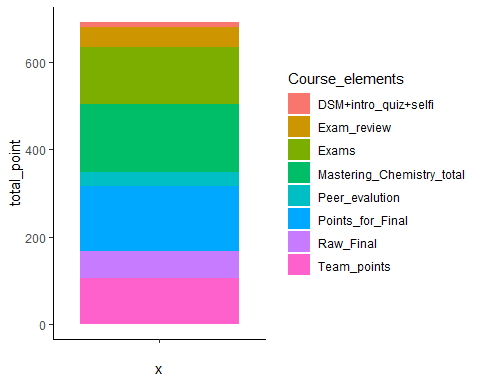 600
400
200
0
total_point
x
Course_elements
DSM+intro_quiz+selfi
Exam_review
Exams
Mastering_Chemistry_total
Peer_evalution
Points_for_Final
Raw_Final
Team_points